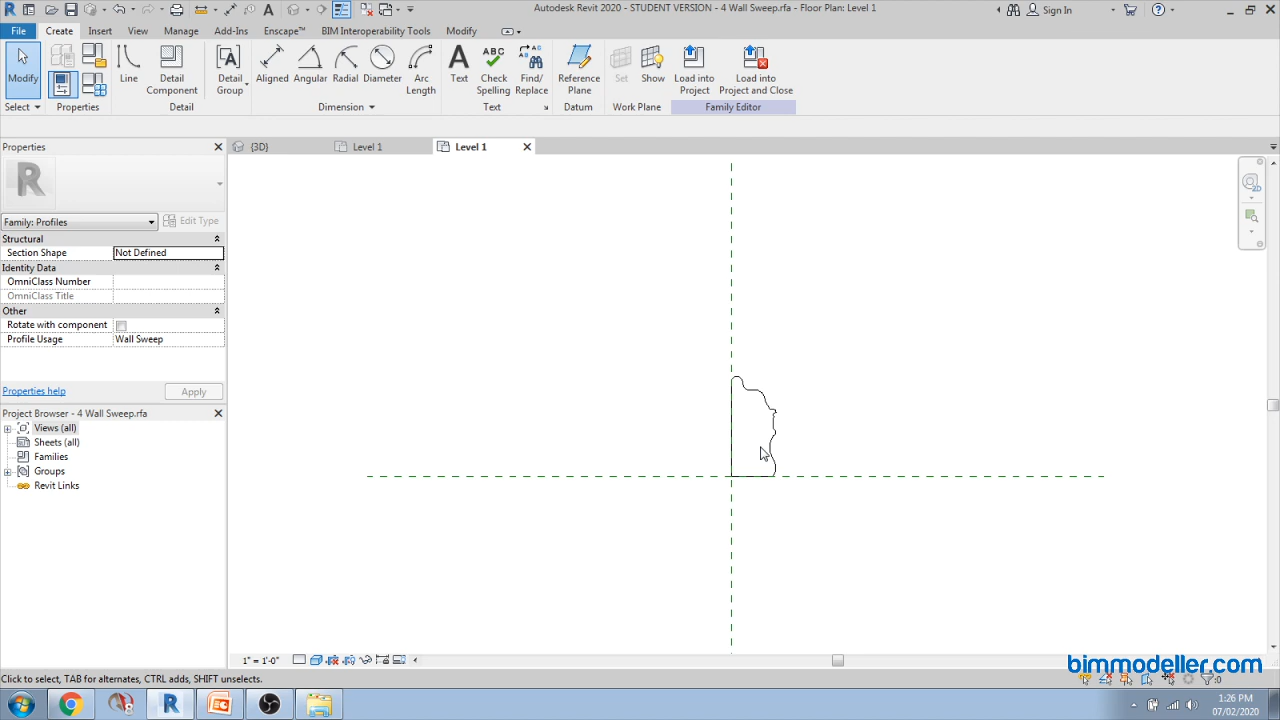 Autodesk Revit 2020 - STUDENT VERSION - 4 Wall Sweep.rfa - Floor Plan: Level 1
Sign In
File Create Insert View Manage Add-Ins Enscape™ BIM Interoperability Tools Modify
Modify
Line
Detail Component
Detail Group
Aligned Angular Radial Diameter
Arc Length
Text
Check Spelling
Find/ Replace
Reference Plane
Set Show
Load into Project
Load into Project and Close
Select Properties Detail Dimension Text Datum Work Plane Family Editor
Properties
{3D} Level 1 Level 1
R
2D
Family: Profiles Edit Type
Structural
Section Shape Not Defined
Identity Data
OmniClass Number
OmniClass Title
Other
Rotate with component
Profile Usage Wall Sweep
Properties help Apply
Project Browser - 4 Wall Sweep.rfa
Views (all)
Sheets (all)
Families
Groups
Revit Links
1" = 1'-0"
bimmodeller.com
Click to select, TAB for alternates, CTRL adds, SHIFT unselects.
:0
1:26 PM
07/02/2020